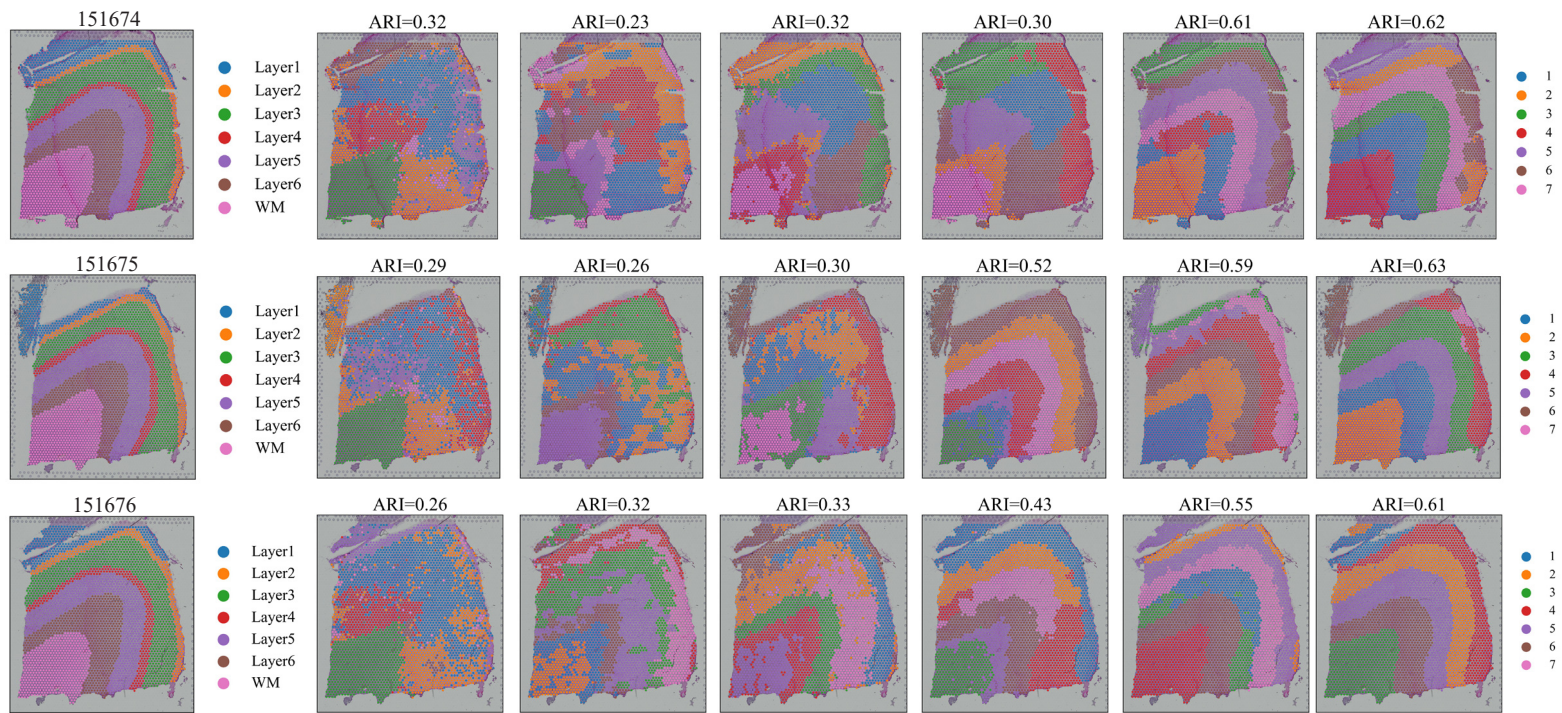 151674
ARI=0.32
ARI=0.23
ARI=0.32
ARI=0.30
ARI=0.61
ARI=0.62
Layer1
Layer2
Layer3
Layer4
Layer5
Layer6
WM
1
2
3
4
5
6
7
151675
ARI=0.29
ARI=0.26
ARI=0.30
ARI=0.52
ARI=0.59
ARI=0.63
Layer1
Layer2
Layer3
Layer4
Layer5
Layer6
WM
1
2
3
4
5
6
7
151676
ARI=0.26
ARI=0.32
ARI=0.33
ARI=0.43
ARI=0.55
ARI=0.61
Layer1
Layer2
Layer3
Layer4
Layer5
Layer6
WM
1
2
3
4
5
6
7